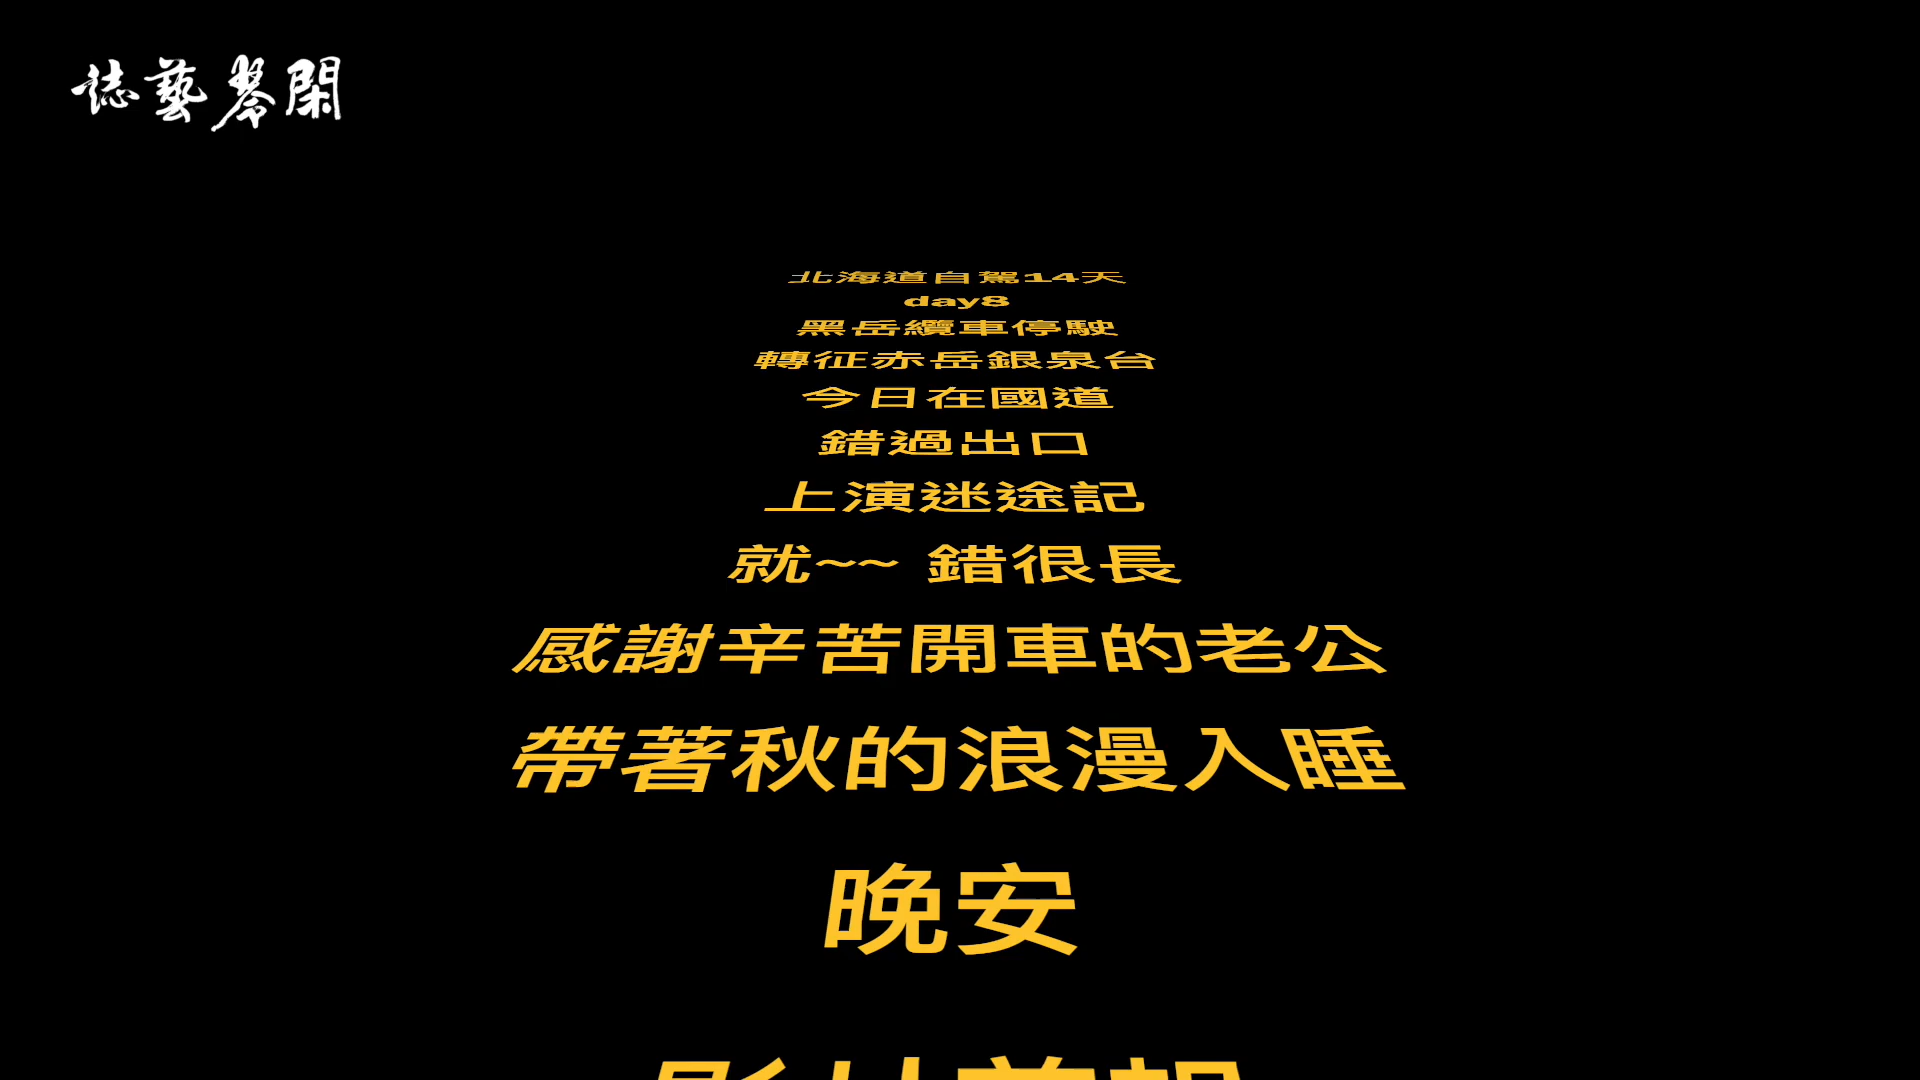 閑琴藝誌
北海道自駕14天
day8
黑岳纜車停駛
轉征赤岳銀泉台
今日在國道
錯過出口
上演迷途記
就~~ 錯很長
感謝辛苦開車的老公
帶著秋的浪漫入睡
晚安